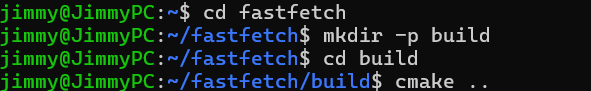 jimmy@JimmyPC:~$ cd fastfetch
jimmy@JimmyPC:~/fastfetch$ mkdir -p build
jimmy@JimmyPC:~/fastfetch$ cd build
jimmy@JimmyPC:~/fastfetch/build$ cmake ..